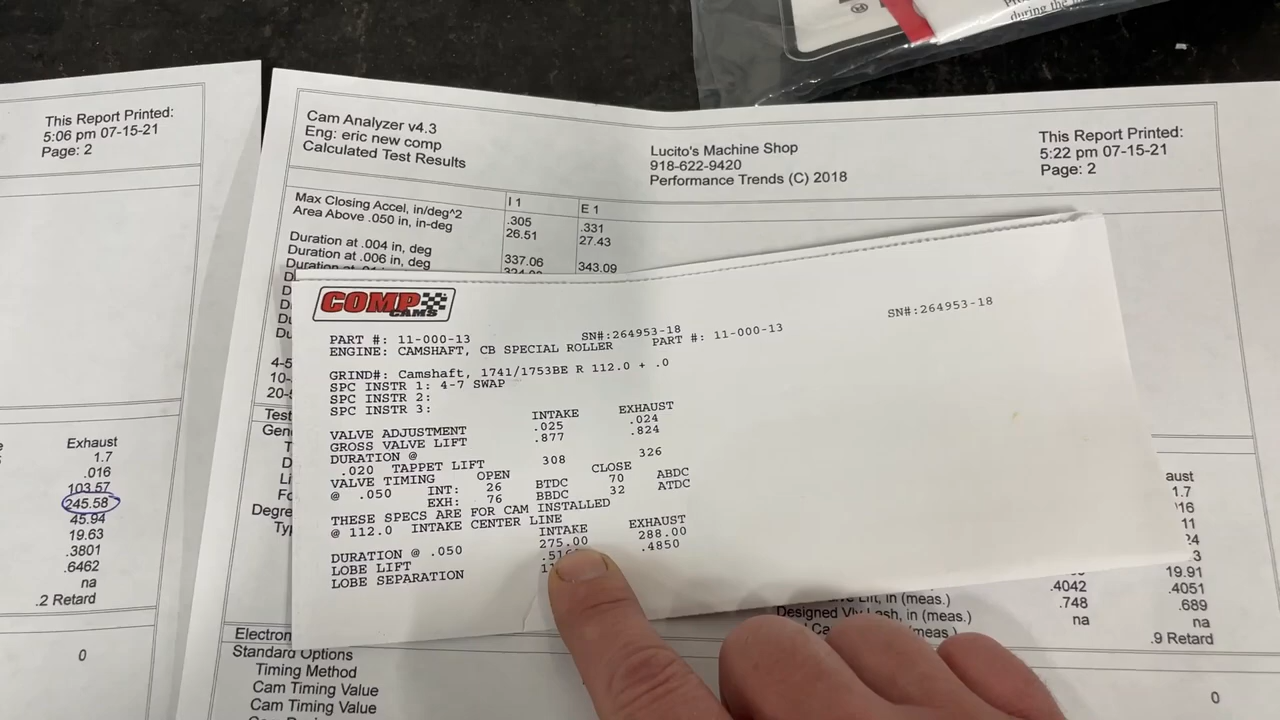 during the
This Report Printed:
5:06 pm 07-15-21
Page: 2
Exhaust
1.7
.016
103.57
245.58
45.94
19.63
.3801
.6462
na
.2 Retard
0
Cam Analyzer v4.3
Eng: eric new comp
Calculated Test Results
Lucito's Machine Shop
918-622-9420
Performance Trends (C) 2018
This Report Printed:
5:22 pm 07-15-21
Page: 2
I 1 E 1
Max Closing Accel, in/deg^2 .305 .331
Area Above .050 in, in-deg 26.51 27.43
Duration at .004 in, deg 337.06 343.09
Duration at .006 in, deg
COMP
CAMS
PART #: 11-000-13 SN#:264953-18 PART #: 11-000-13 SN#:264953-18
ENGINE: CAMSHAFT, CB SPECIAL ROLLER
GRIND#: Camshaft, 1741/1753BE R 112.0 + .0
SPC INSTR 1: 4-7 SWAP
SPC INSTR 2:
SPC INSTR 3:
INTAKE EXHAUST
VALVE ADJUSTMENT .025 .024
GROSS VALVE LIFT .877 .824
DURATION @
.020 TAPPET LIFT 308 326
VALVE TIMING OPEN CLOSE
@ .050 INT: 26 BTDC 70 ABDC
EXH: 76 BBDC 32 ATDC
THESE SPECS ARE FOR CAM INSTALLED
@ 112.0 INTAKE CENTER LINE
INTAKE EXHAUST
DURATION @ .050 275.00 288.00
LOBE LIFT .4850
LOBE SEPARATION
1.7
19.91
.4042 .4051
.748 .689
Designed Vlv Lash, in (meas.) na na
.9 Retard
Standard Options
Timing Method
Cam Timing Value
Cam Timing Value
0